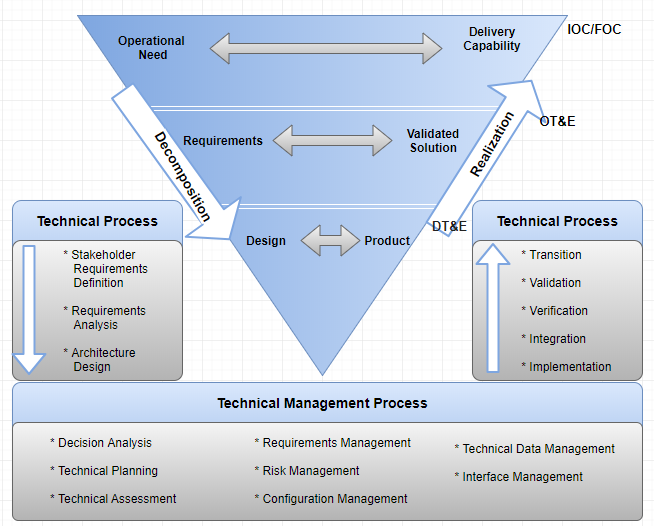 Operational
Need
Delivery
Capability
IOC/FOC
Decomposition
Realization
OT&E
Requirements
Validated
Solution
Design
Product
DT&E
Technical Process
* Stakeholder
Requirements
Definition
* Requirements
Analysis
* Architecture
Design
Technical Process
* Transition
* Validation
* Verification
* Integration
* Implementation
Technical Management Process
* Decision Analysis
* Technical Planning
* Technical Assessment
* Requirements Management
* Risk Management
* Configuration Management
* Technical Data Management
* Interface Management